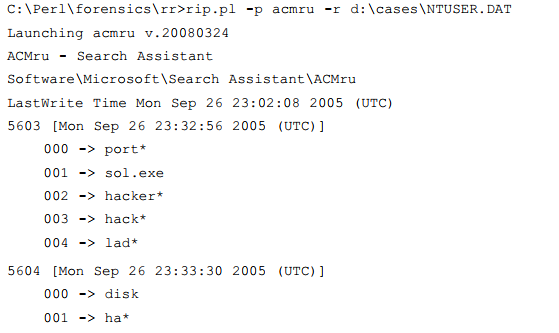 C:\Perl\forensics\rr>rip.pl -p acmru -r d:\cases\NTUSER.DAT
Launching acmru v.20080324
ACMru - Search Assistant
Software\Microsoft\Search Assistant\ACMru
LastWrite Time Mon Sep 26 23:02:08 2005 (UTC)
5603 [Mon Sep 26 23:32:56 2005 (UTC)]
000 -> port*
001 -> sol.exe
002 -> hacker*
003 -> hack*
004 -> lad*
5604 [Mon Sep 26 23:33:30 2005 (UTC)]
000 -> disk
001 -> ha*